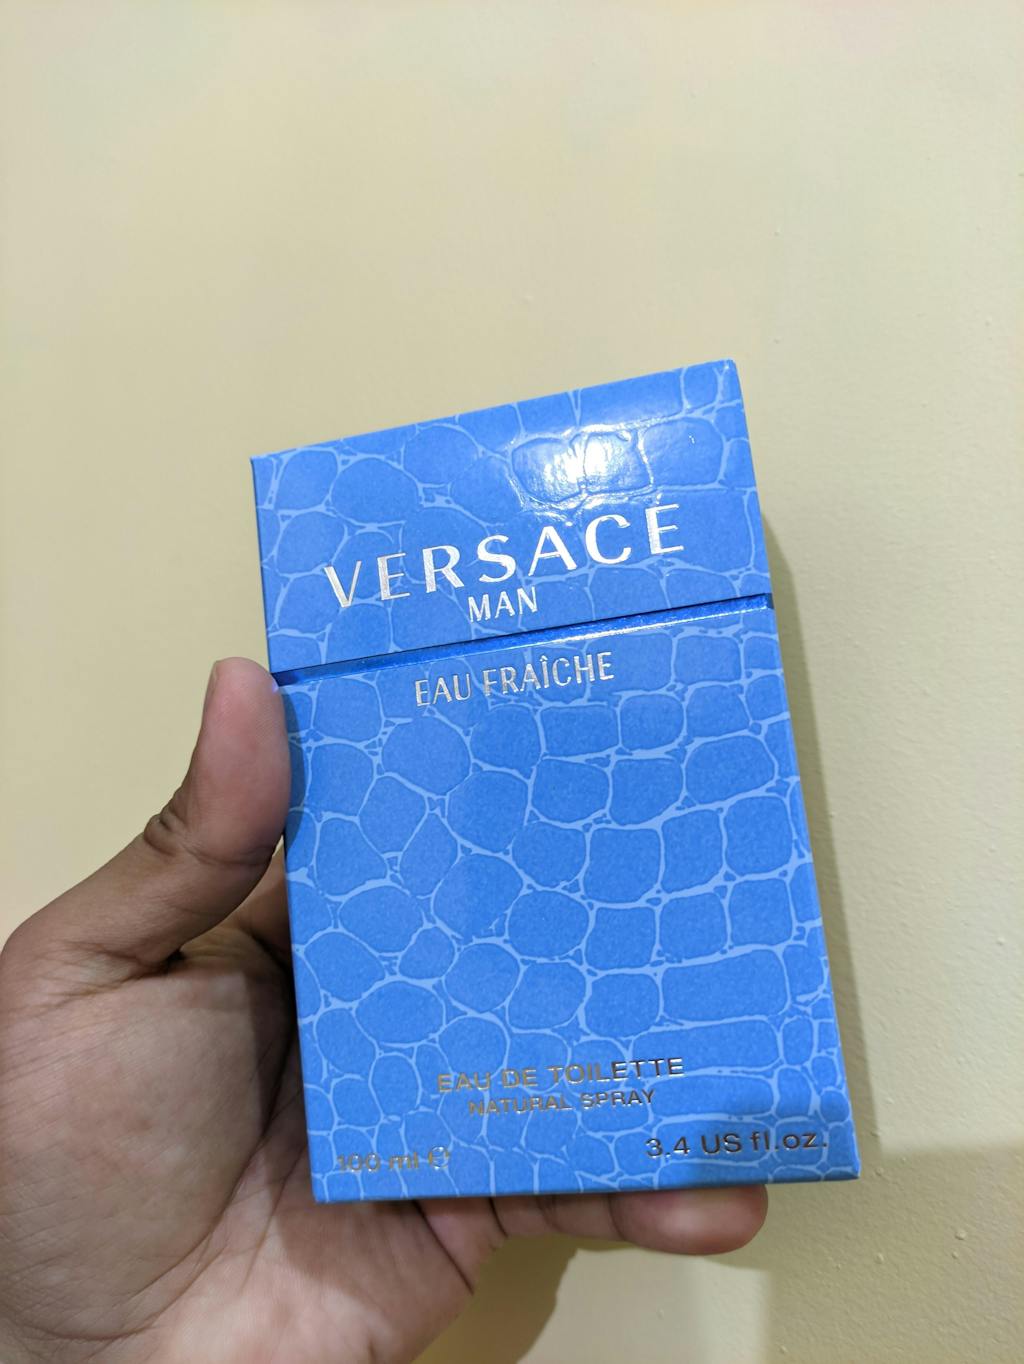 VERSACE
MAN
EAU FRAÎCHE
EAU DE TOILETTE
NATURAL SPRAY
100 ml ℮
3.4 US fl.oz.